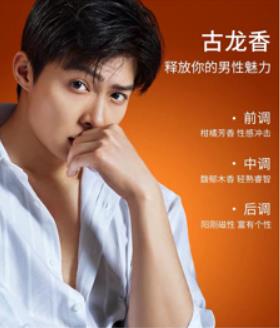 古龙香
释放你的男性魅力
· 前调
柑橘芳香 性感冲击
· 中调
馥郁木香 轻熟睿智
· 后调
阳刚磁性 富有个性